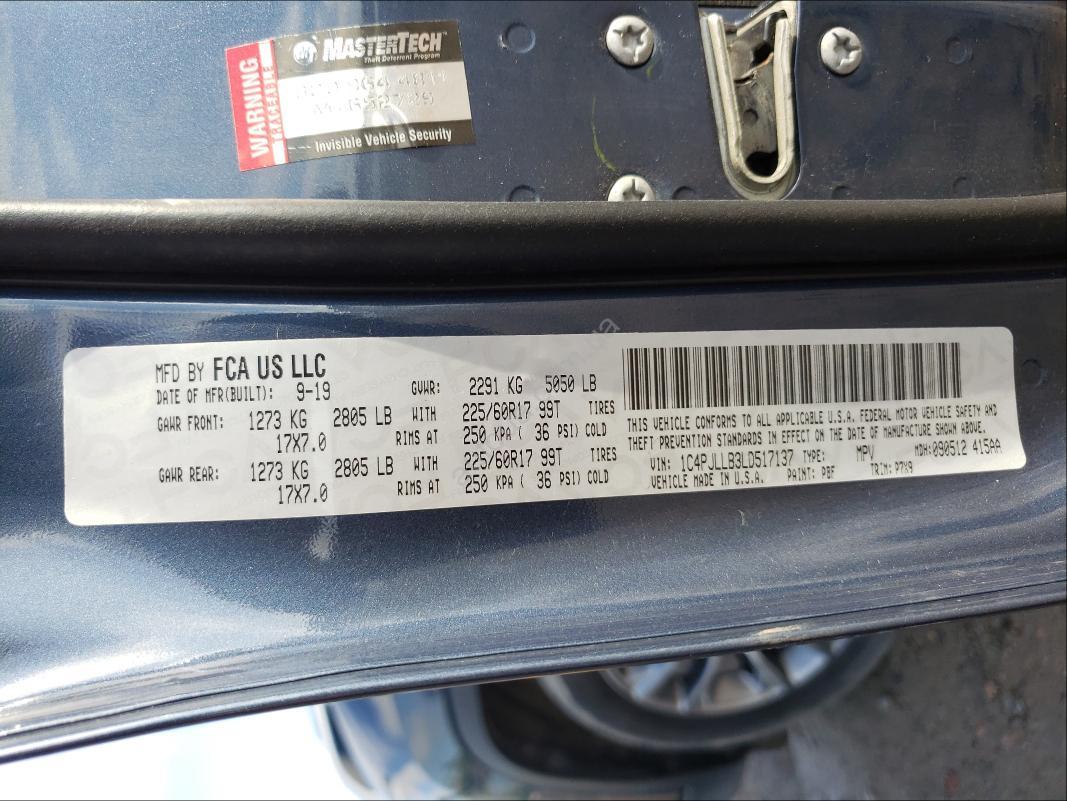 WARNING
MASTERTECH
Theft Deterrent Program
Invisible Vehicle Security
MFD BY FCA US LLC
DATE OF MFR(BUILT): 9-19 GVWR: 2291 KG 5050 LB
GAWR FRONT: 1273 KG 2805 LB WITH 225/60R17 99T TIRES
17X7.0 RIMS AT 250 KPA ( 36 PSI) COLD
GAWR REAR: 1273 KG 2805 LB WITH 225/60R17 99T TIRES
17X7.0 RIMS AT 250 KPA ( 36 PSI) COLD
THIS VEHICLE CONFORMS TO ALL APPLICABLE U.S.A. FEDERAL MOTOR VEHICLE SAFETY AND
THEFT PREVENTION STANDARDS IN EFFECT ON THE DATE OF MANUFACTURE SHOWN ABOVE.
VIN: 1C4PJLLB3LD517137 TYPE: MPV MDH:090512 415AA
VEHICLE MADE IN U.S.A. PAINT: PBF TRIM: P7X9